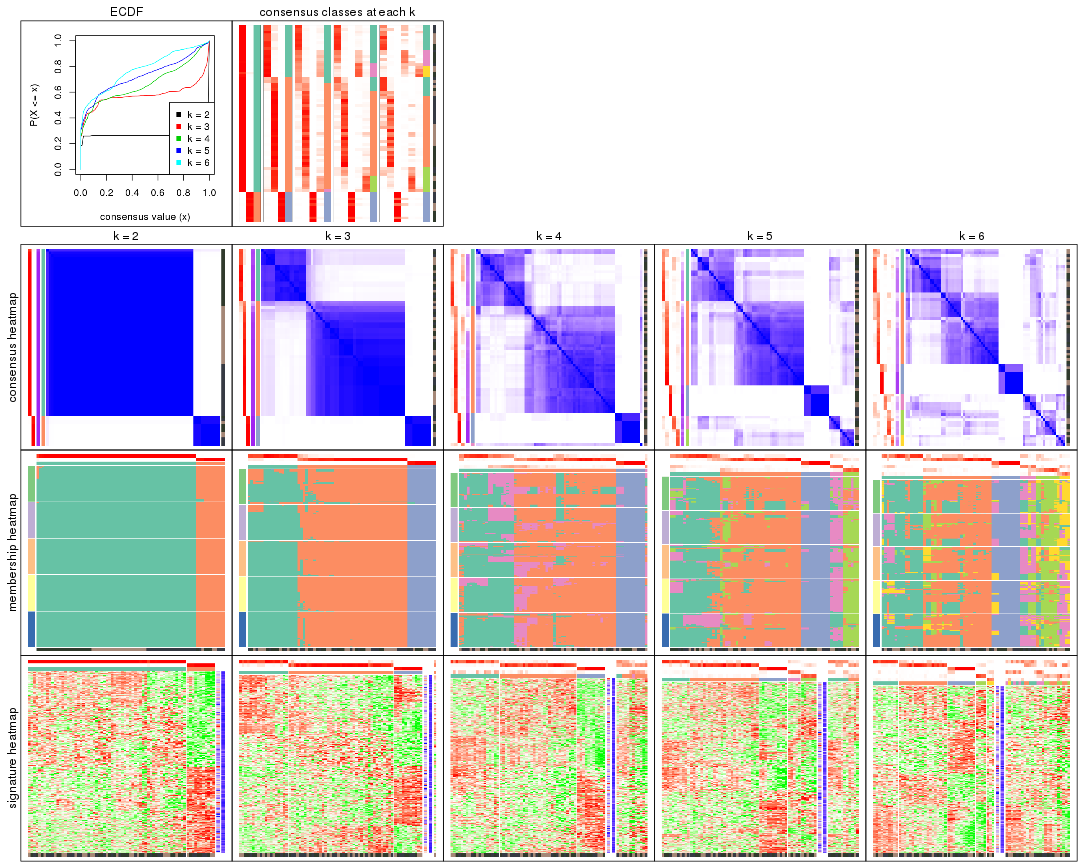 ECDF
consensus classes at each k
P(X <= x)
0.0
0.2
0.4
0.6
0.8
1.0
k = 2
k = 3
k = 4
k = 5
k = 6
0.0 0.2 0.4 0.6 0.8 1.0
consensus value (x)
k = 2
k = 3
k = 4
k = 5
k = 6
consensus heatmap
membership heatmap
signature heatmap